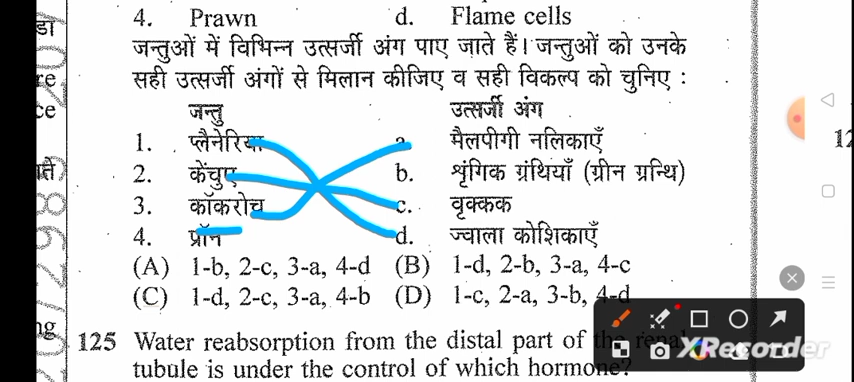 4. Prawn d. Flame cells
जन्तुओं में विभिन्न उत्सर्जी अंग पाए जाते हैं। जन्तुओं को उनके
सही उत्सर्जी अंगों से मिलान कीजिए व सही विकल्प को चुनिए :
जन्तु उत्सर्जी अंग
1. प्लैनेरिया a. मैलपीगी नलिकाएँ
2. केंचुए b. शृंगिक ग्रंथियाँ (ग्रीन ग्रन्थि)
3. कॉकरोच c. वृक्कक
4. प्रॉन d. ज्वाला कोशिकाएँ
(A) 1-b, 2-c, 3-a, 4-d (B) 1-d, 2-b, 3-a, 4-c
(C) 1-d, 2-c, 3-a, 4-b (D) 1-c, 2-a, 3-b, 4-d
125 Water reabsorption from the distal part of the renal
tubule is under the control of which hormone?
XRecorder